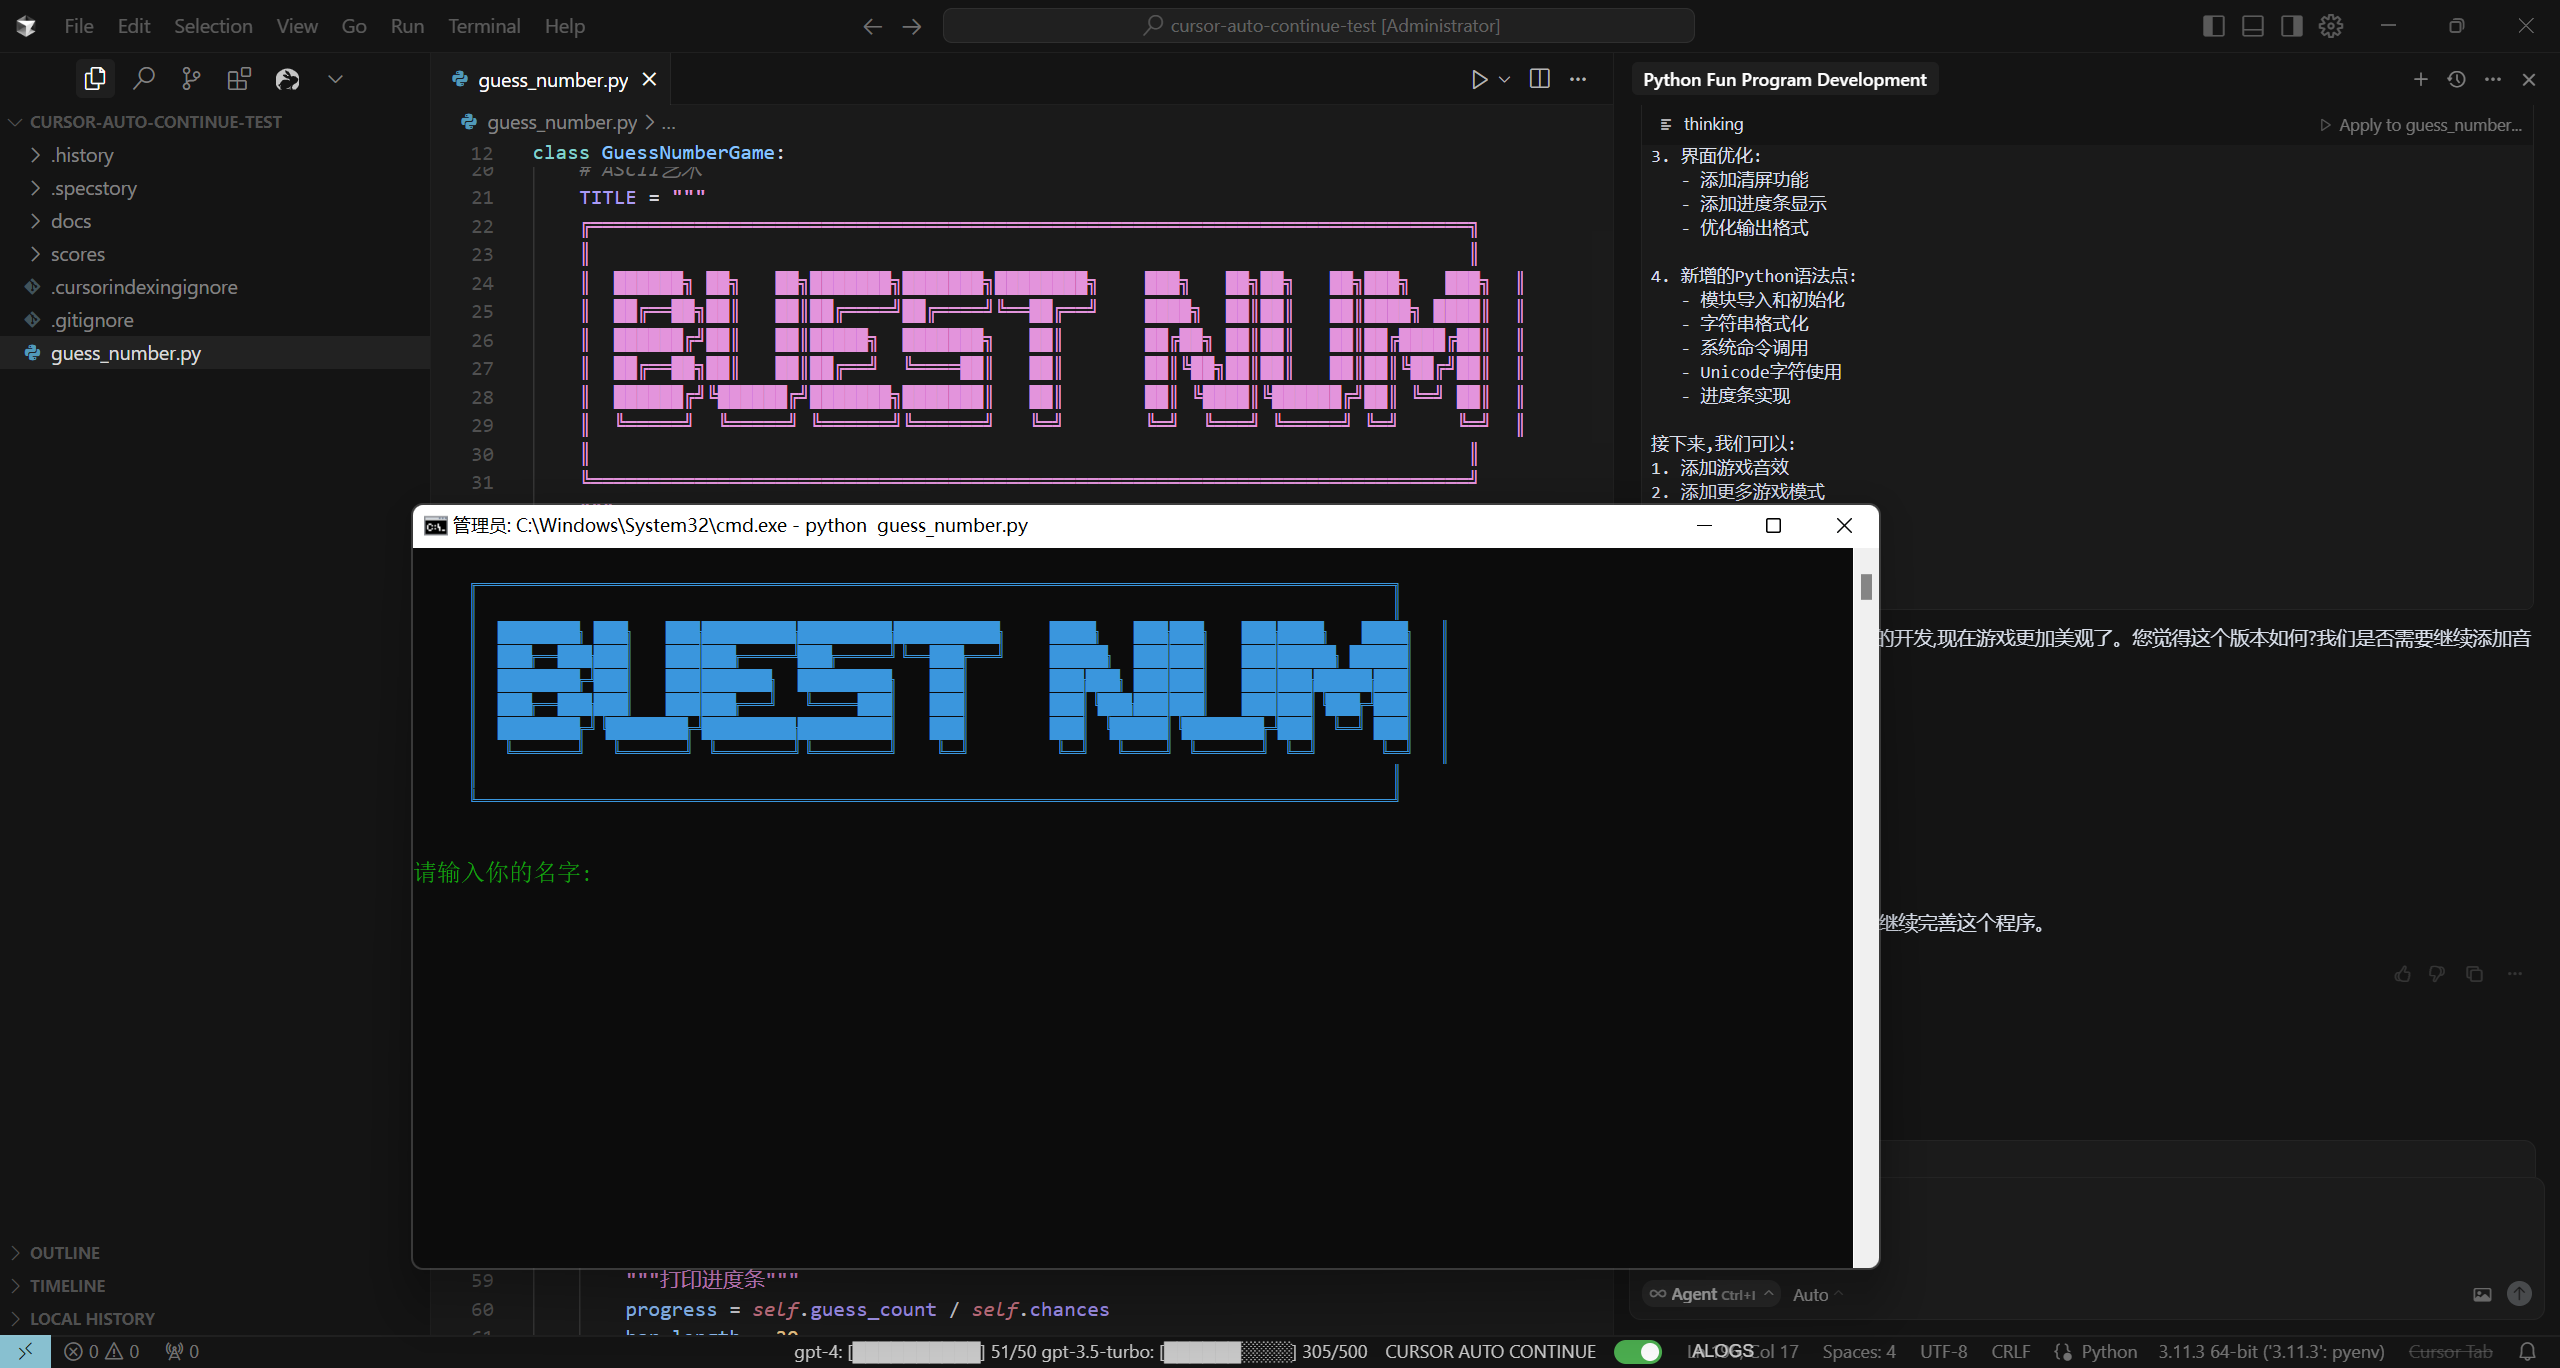 File Edit Selection View Go Run Terminal Help
cursor-auto-continue-test [Administrator]
CURSOR-AUTO-CONTINUE-TEST
.history
.specstory
docs
scores
.cursorindexingignore
.gitignore
guess_number.py
OUTLINE
TIMELINE
LOCAL HISTORY
guess_number.py
guess_number.py > ...
12 class GuessNumberGame:
20 # ASCII艺术
21 TITLE = """
22
23
24
25
26
27
28
29
30
31
管理员: C:\Windows\System32\cmd.exe - python guess_number.py
请输入你的名字:
59 """打印进度条"""
60 progress = self.guess_count / self.chances
Python Fun Program Development
thinking
Apply to guess_number...
3. 界面优化:
- 添加清屏功能
- 添加进度条显示
- 优化输出格式
4. 新增的Python语法点:
- 模块导入和初始化
- 字符串格式化
- 系统命令调用
- Unicode字符使用
- 进度条实现
接下来,我们可以:
1. 添加游戏音效
2. 添加更多游戏模式
的开发,现在游戏更加美观了。您觉得这个版本如何?我们是否需要继续添加音
继续完善这个程序。
Agent Ctrl+I Auto
0 0 0
gpt-4: [ ] 51/50 gpt-3.5-turbo: [ ] 305/500 CURSOR AUTO CONTINUE
ALOGS Col 17 Spaces: 4 UTF-8 CRLF Python 3.11.3 64-bit ('3.11.3': pyenv) Cursor Tab